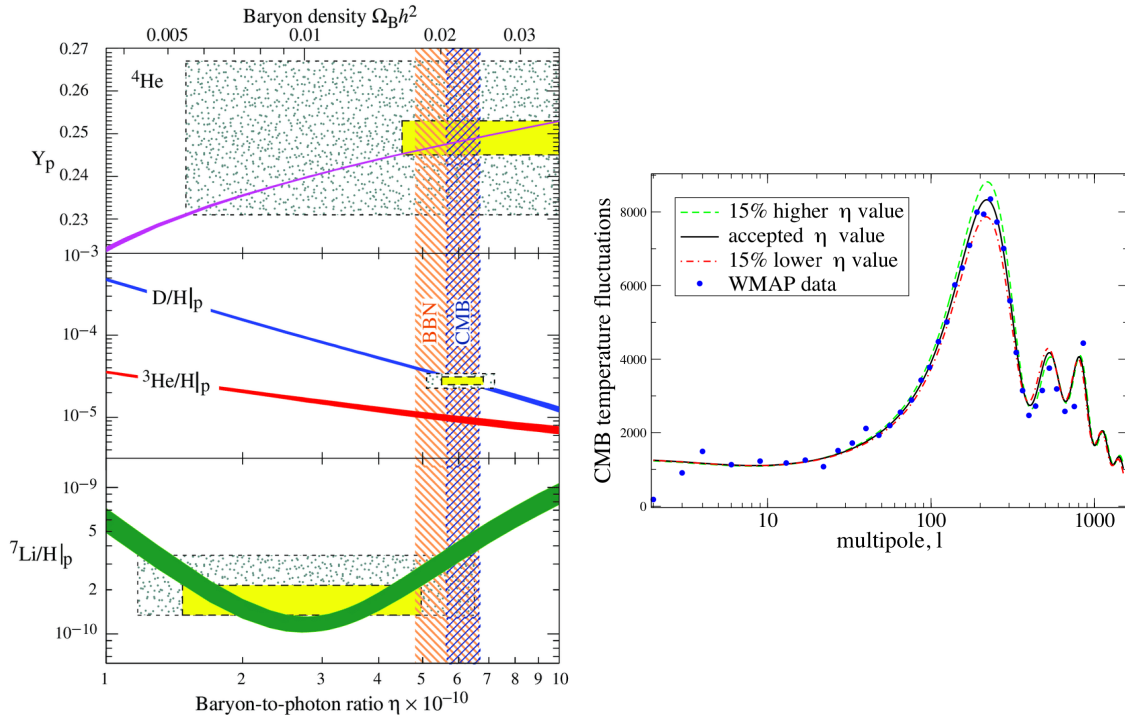 Baryon density Ω_B h²
0.005 0.01 0.02 0.03
0.27
0.26
0.25
0.24
0.23
Y_p
⁴He
10⁻³
10⁻⁴
10⁻⁵
D/H|_p
³He/H|_p
BBN
CMB
10⁻⁹
5
2
10⁻¹⁰
⁷Li/H|_p
1 2 3 4 5 6 7 8 9 10
Baryon-to-photon ratio η × 10⁻¹⁰
8000
6000
4000
2000
0
CMB temperature fluctuations
15% higher η value
accepted η value
15% lower η value
WMAP data
10 100 1000
multipole, l